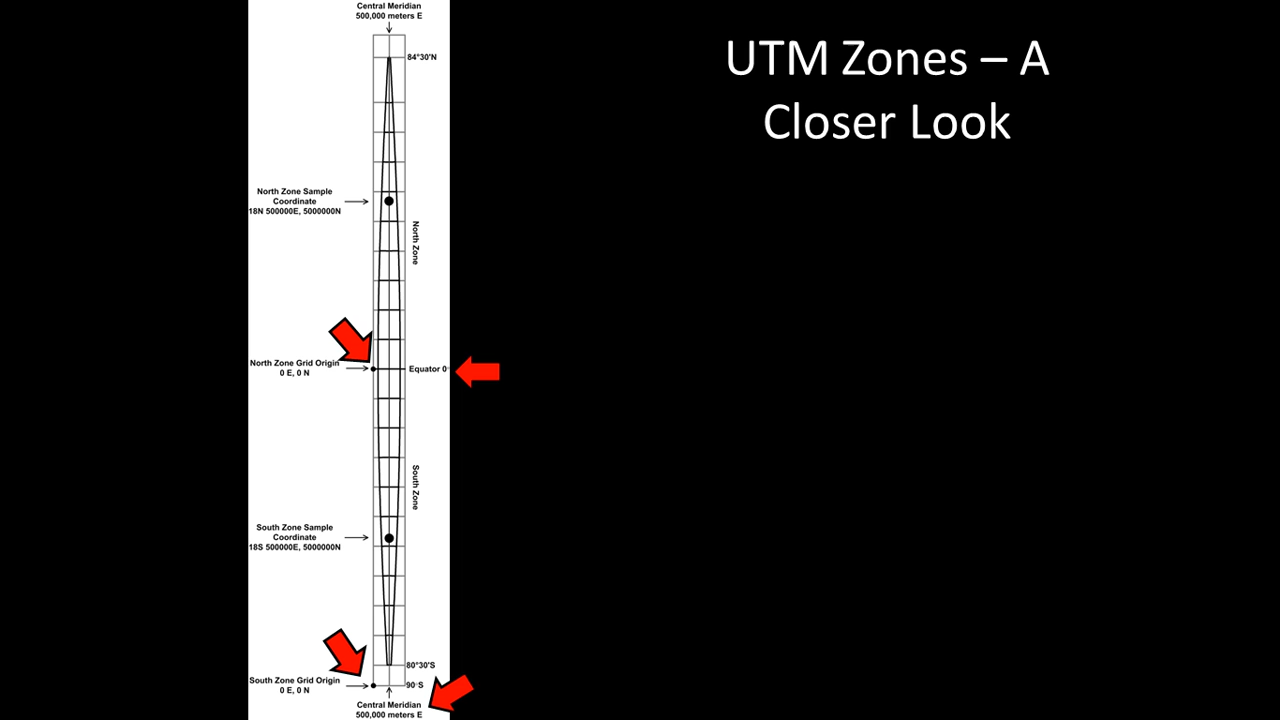 Central Meridian
500,000 meters E
84°30'N
UTM Zones – A
Closer Look
North Zone Sample
Coordinate
18N 500000E, 5000000N
North Zone
North Zone Grid Origin
0 E, 0 N
Equator 0
South Zone
South Zone Sample
Coordinate
18S 500000E, 5000000N
80°30'S
South Zone Grid Origin
0 E, 0 N
90 S
Central Meridian
500,000 meters E